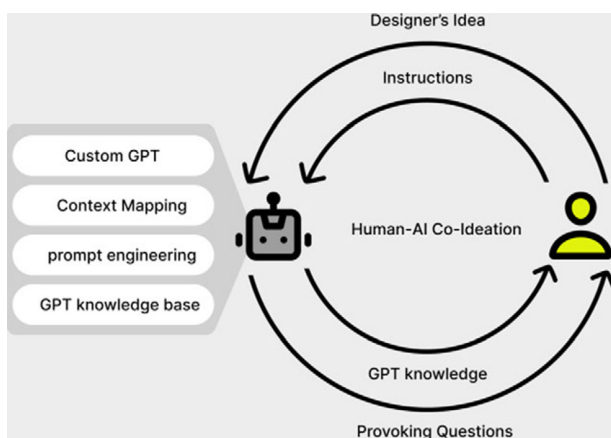 Designer's Idea
Instructions
Custom GPT
Context Mapping
prompt engineering
GPT knowledge base
Human-AI Co-Ideation
GPT knowledge
Provoking Questions